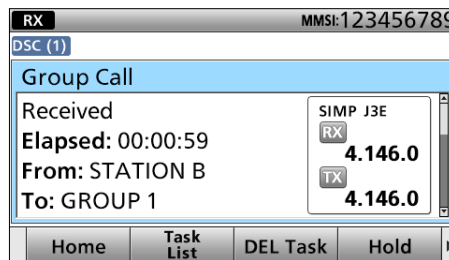 RX MMSI:123456789
DSC (1)
Group Call
Received
Elapsed: 00:00:59
From: STATION B
To: GROUP 1
SIMP J3E
RX
4.146.0
TX
4.146.0
Home Task List DEL Task Hold